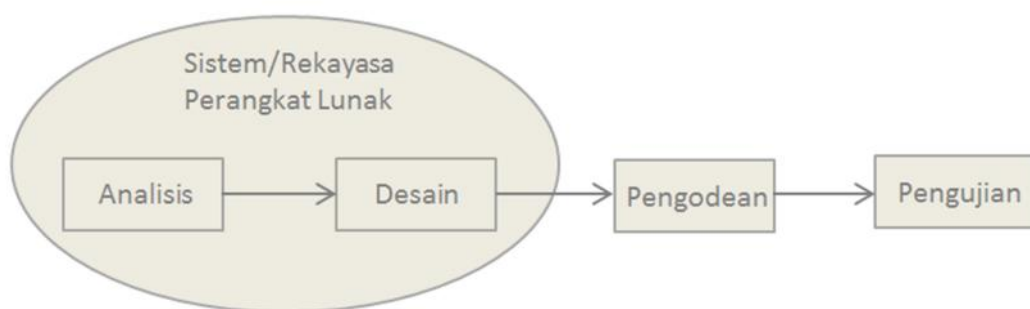 Sistem/Rekayasa
Perangkat Lunak
Analisis
Desain
Pengodean
Pengujian